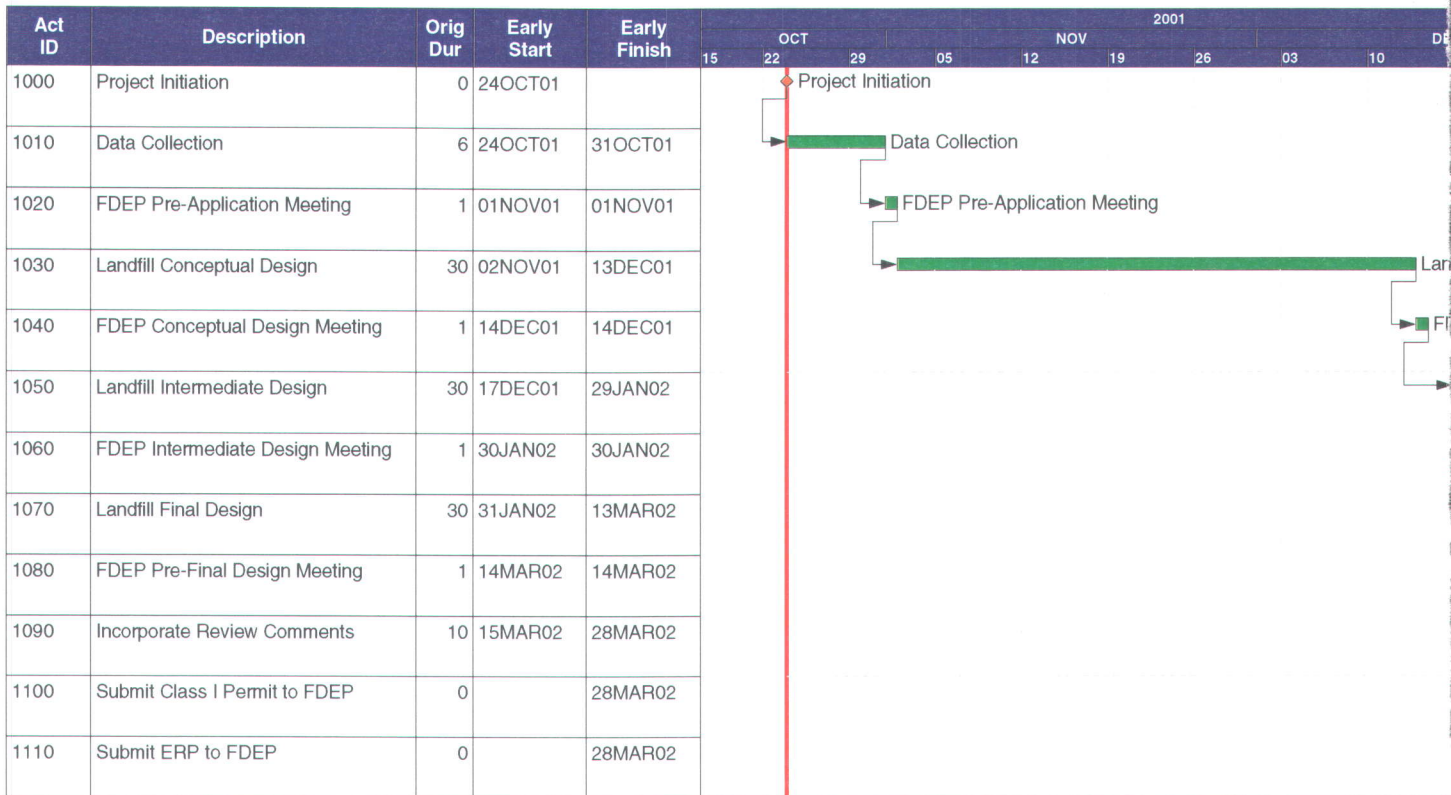 Act ID Description Orig Dur Early Start Early Finish
2001
OCT NOV
15 22 29 05 12 19 26 03 10
1000 Project Initiation 0 24OCT01
Project Initiation
1010 Data Collection 6 24OCT01 31OCT01
Data Collection
1020 FDEP Pre-Application Meeting 1 01NOV01 01NOV01
FDEP Pre-Application Meeting
1030 Landfill Conceptual Design 30 02NOV01 13DEC01
1040 FDEP Conceptual Design Meeting 1 14DEC01 14DEC01
1050 Landfill Intermediate Design 30 17DEC01 29JAN02
1060 FDEP Intermediate Design Meeting 1 30JAN02 30JAN02
1070 Landfill Final Design 30 31JAN02 13MAR02
1080 FDEP Pre-Final Design Meeting 1 14MAR02 14MAR02
1090 Incorporate Review Comments 10 15MAR02 28MAR02
1100 Submit Class I Permit to FDEP 0 28MAR02
1110 Submit ERP to FDEP 0 28MAR02